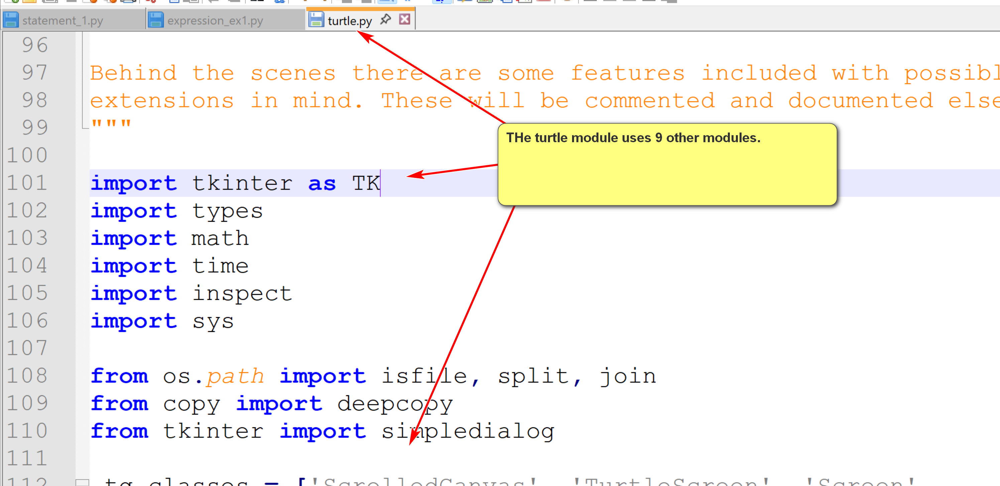 statement_1.py expression_ex1.py turtle.py
96
97 Behind the scenes there are some features included with
98 extensions in mind. These will be commented and documented
99 """
100
THe turtle module uses 9 other modules.
101 import tkinter as TK
102 import types
103 import math
104 import time
105 import inspect
106 import sys
107
108 from os.path import isfile, split, join
109 from copy import deepcopy
110 from tkinter import simpledialog
111
112 _tg_classes = ['ScrolledCanvas', 'TurtleScreen', 'Screen',